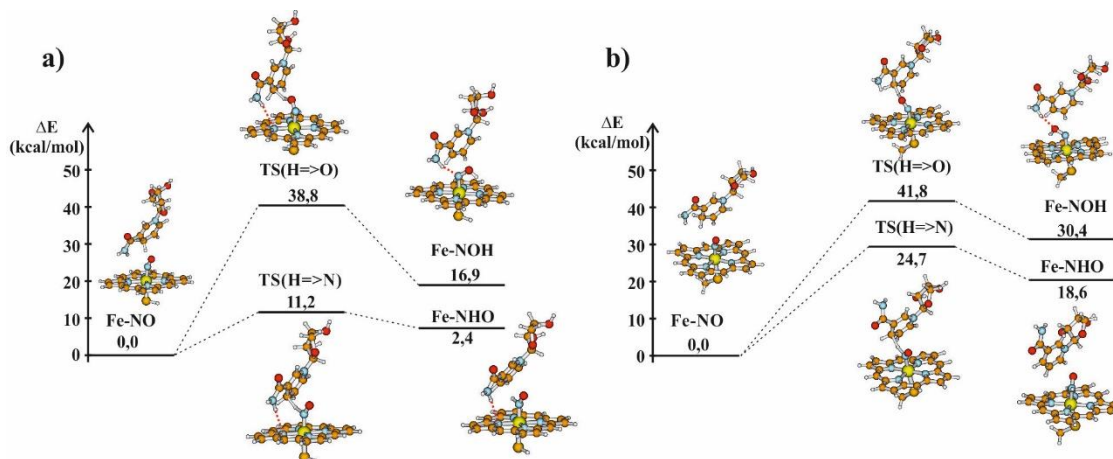 a)
ΔE
(kcal/mol)
50
40
30
20
10
0
Fe-NO
0,0
TS(H=>O)
38,8
TS(H=>N)
11,2
Fe-NOH
16,9
Fe-NHO
2,4
b)
ΔE
(kcal/mol)
50
40
30
20
10
0
Fe-NO
0,0
TS(H=>O)
41,8
TS(H=>N)
24,7
Fe-NOH
30,4
Fe-NHO
18,6